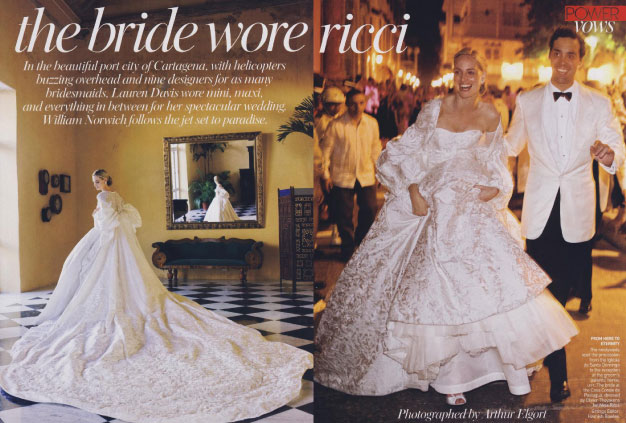 the bride wore ricci
In the beautiful port city of Cartagena, with helicopters
buzzing overhead and nine designers for as many
bridesmaids, Lauren Davis wore mini, maxi,
and everything in between for her spectacular wedding.
William Norwich follows the jet set to paradise.
POWER
VOWS
FROM HERE TO
ETERNITY
Photographed by Arthur Elgort